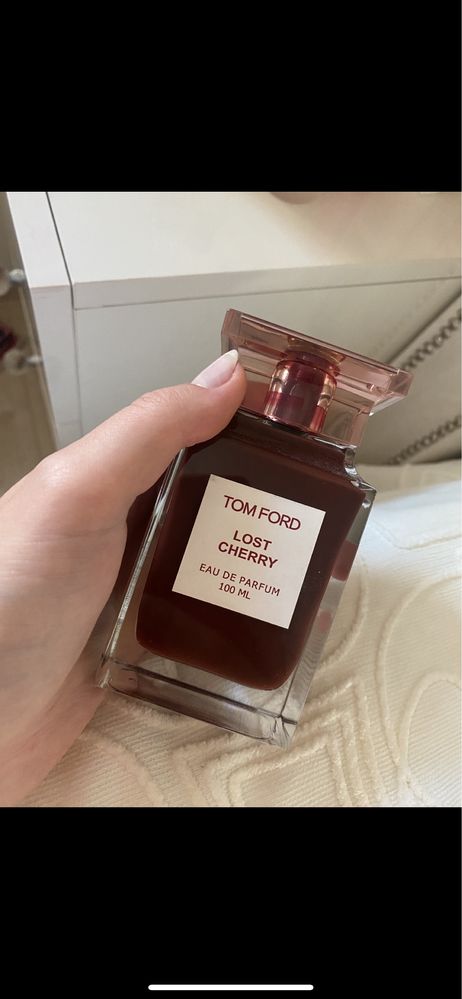 TOM FORD
LOST
CHERRY
EAU DE PARFUM
100 ML